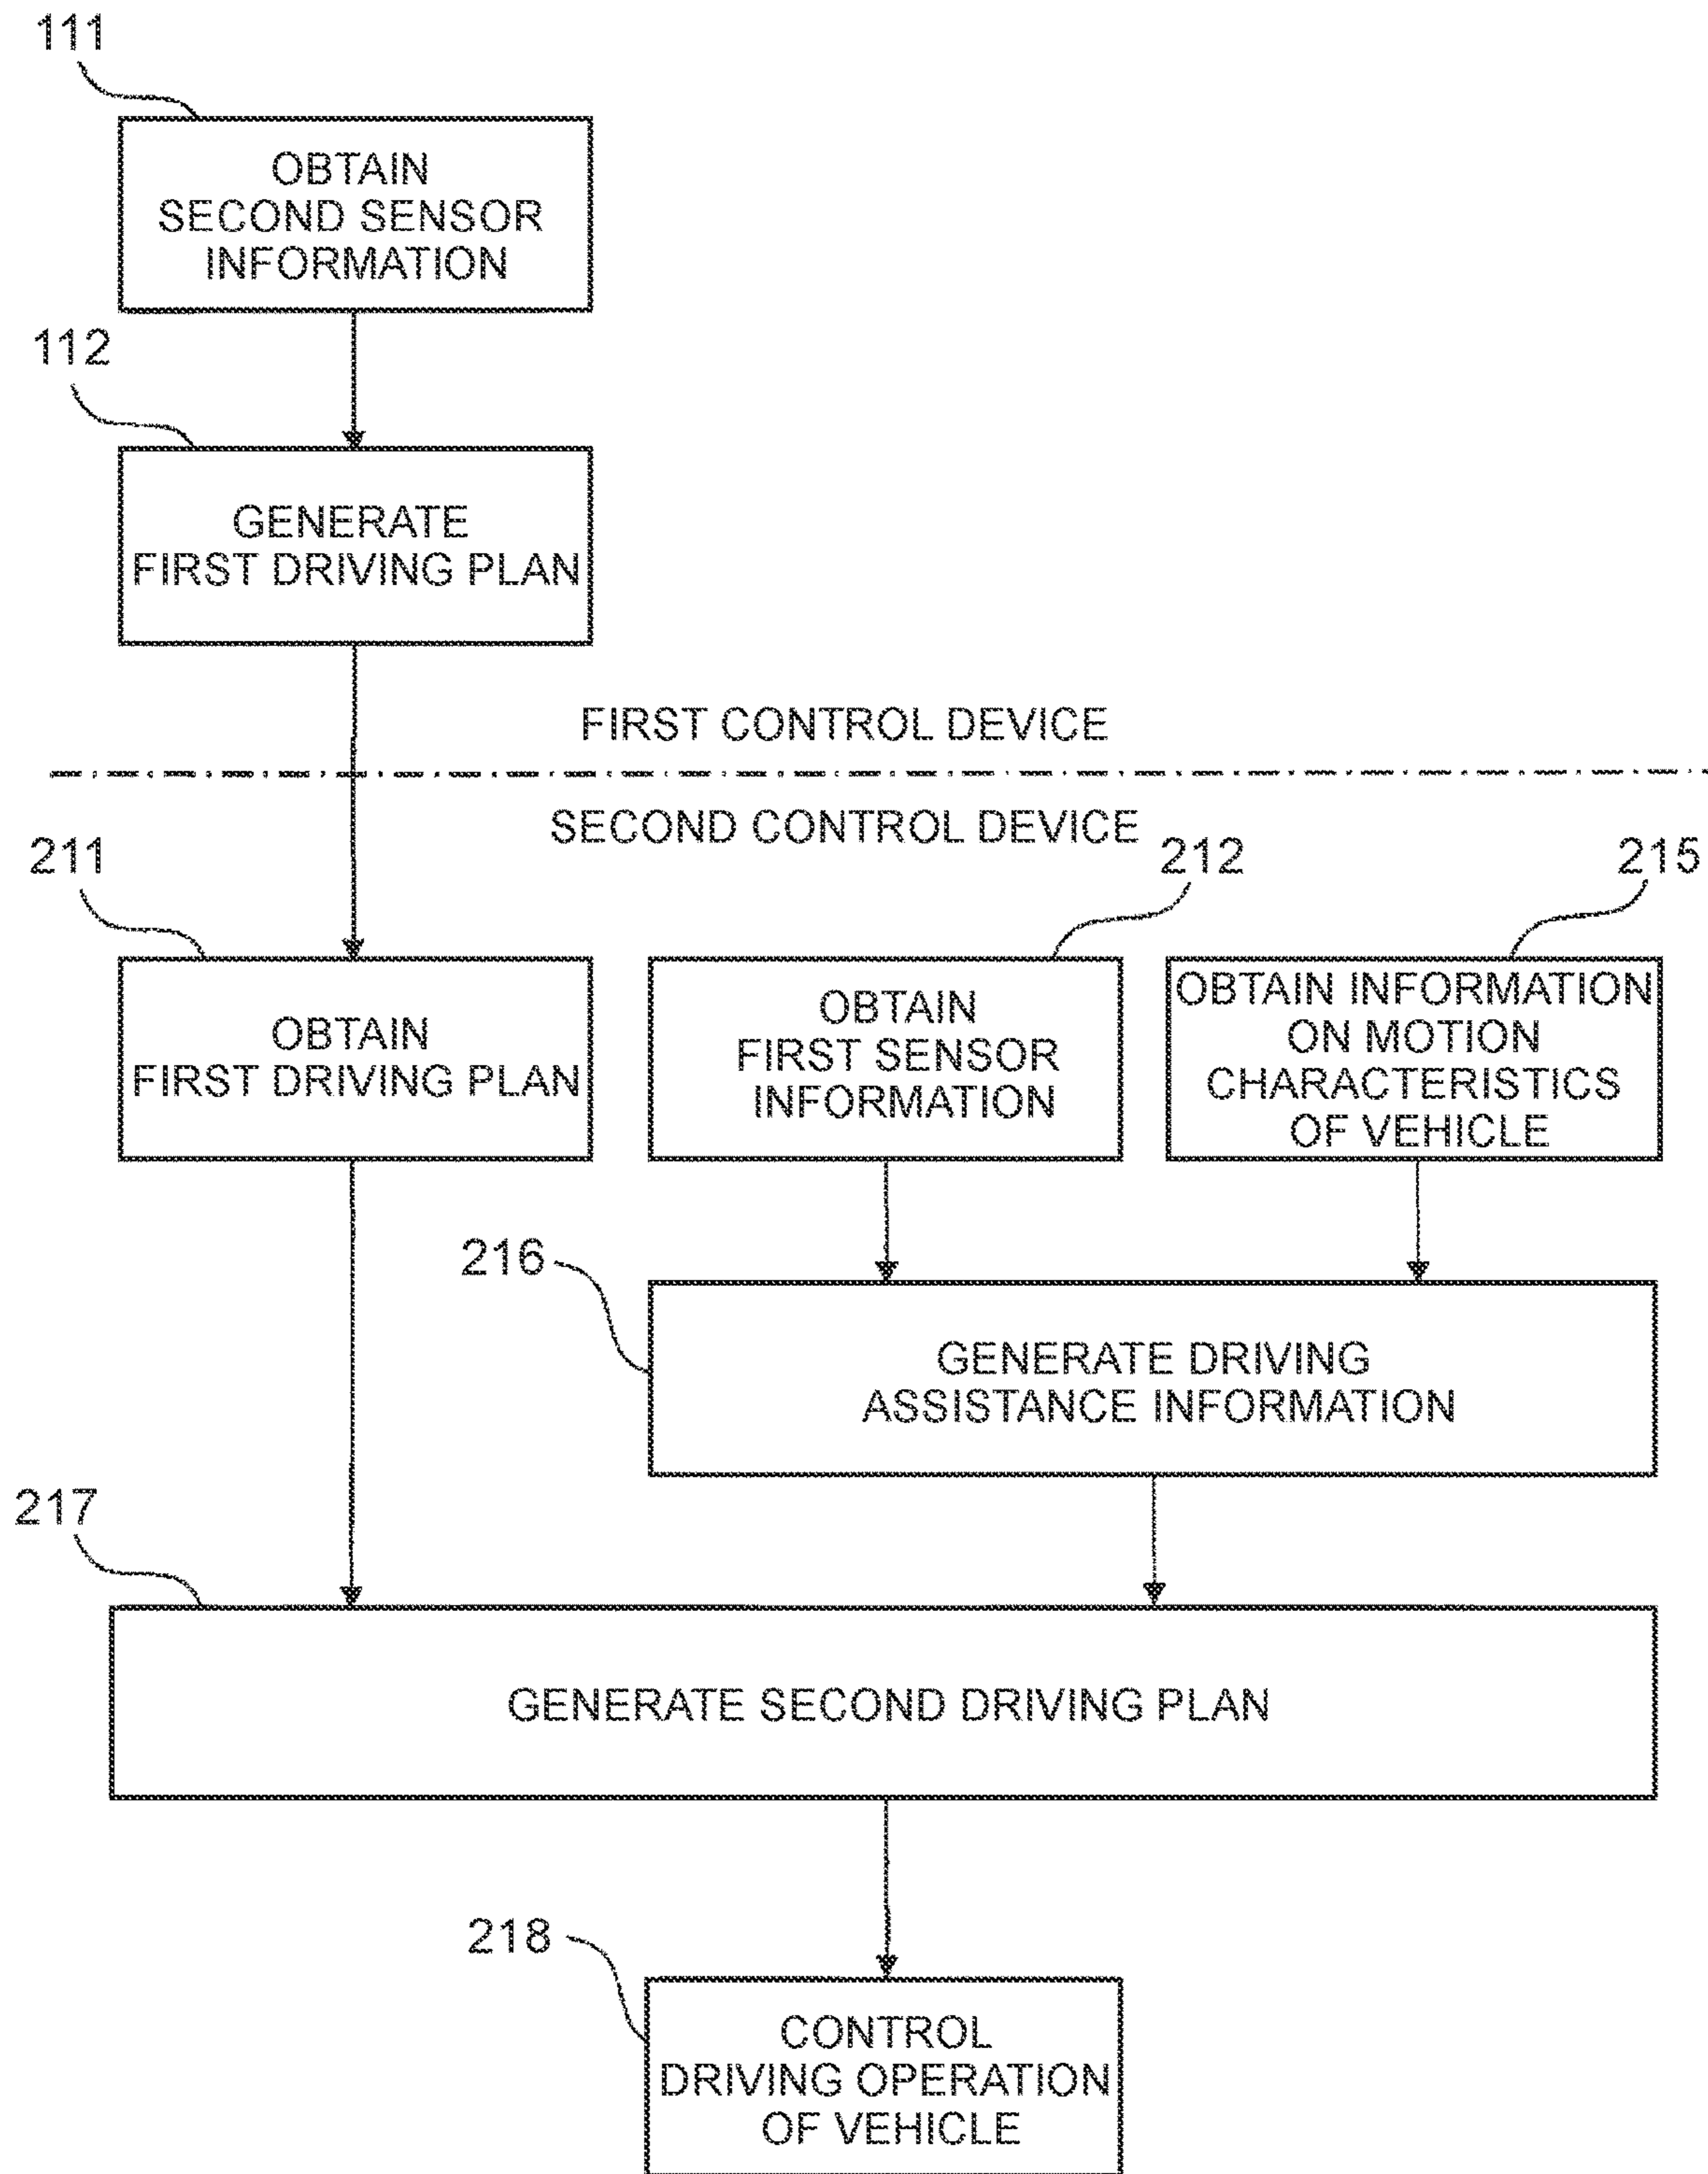 111
OBTAIN
SECOND SENSOR
INFORMATION
112
GENERATE
FIRST DRIVING PLAN
FIRST CONTROL DEVICE
SECOND CONTROL DEVICE
211
212
215
OBTAIN
FIRST DRIVING PLAN
OBTAIN
FIRST SENSOR
INFORMATION
OBTAIN INFORMATION
ON MOTION
CHARACTERISTICS
OF VEHICLE
216
GENERATE DRIVING
ASSISTANCE INFORMATION
217
GENERATE SECOND DRIVING PLAN
218
CONTROL
DRIVING OPERATION
OF VEHICLE